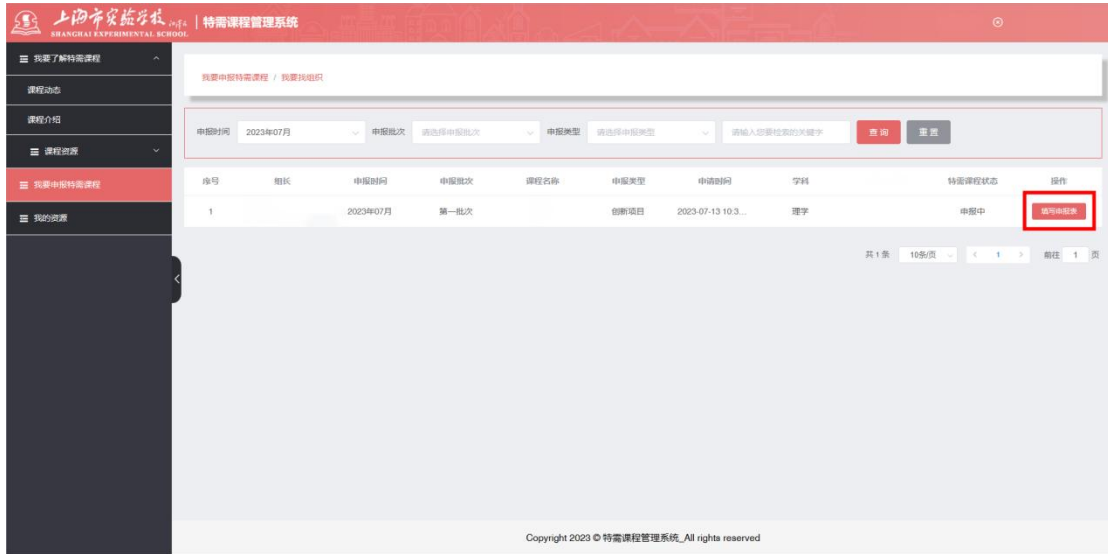 上海市实验学校
SHANGHAI EXPERIMENTAL SCHOOL
特需课程管理系统
我要了解特需课程
课程动态
课程介绍
课程资源
我要申报特需课程
我的资源
我要申报特需课程 / 我要找组织
申报时间 2023年07月 申报批次 请选择申报批次 申报类型 请选择申报类型 请输入您要检索的关键字 查询 重置
序号 组长 申报时间 申报批次 课程名称 申报类型 申请时间 学科 特需课程状态 操作
1 2023年07月 第一批次 创新项目 2023-07-13 10:3... 理学 申报中 填写申报表
共 1 条 10条/页 < 1 > 前往 1 页
Copyright 2023 © 特需课程管理系统_All rights reserved